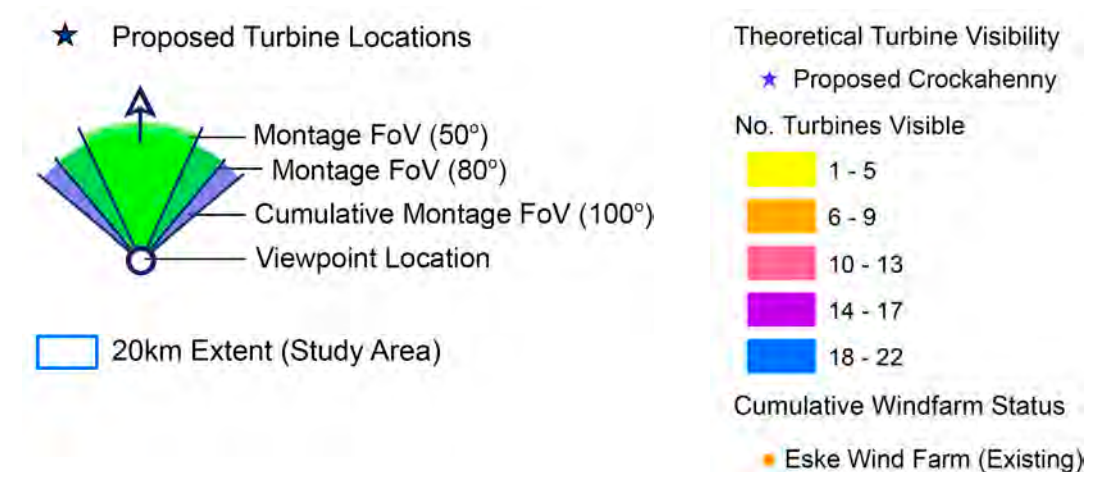 Proposed Turbine Locations
Montage FoV (50°)
Montage FoV (80°)
Cumulative Montage FoV (100°)
Viewpoint Location
20km Extent (Study Area)
Theoretical Turbine Visibility
Proposed Crockahenny
No. Turbines Visible
1 - 5
6 - 9
10 - 13
14 - 17
18 - 22
Cumulative Windfarm Status
Eske Wind Farm (Existing)